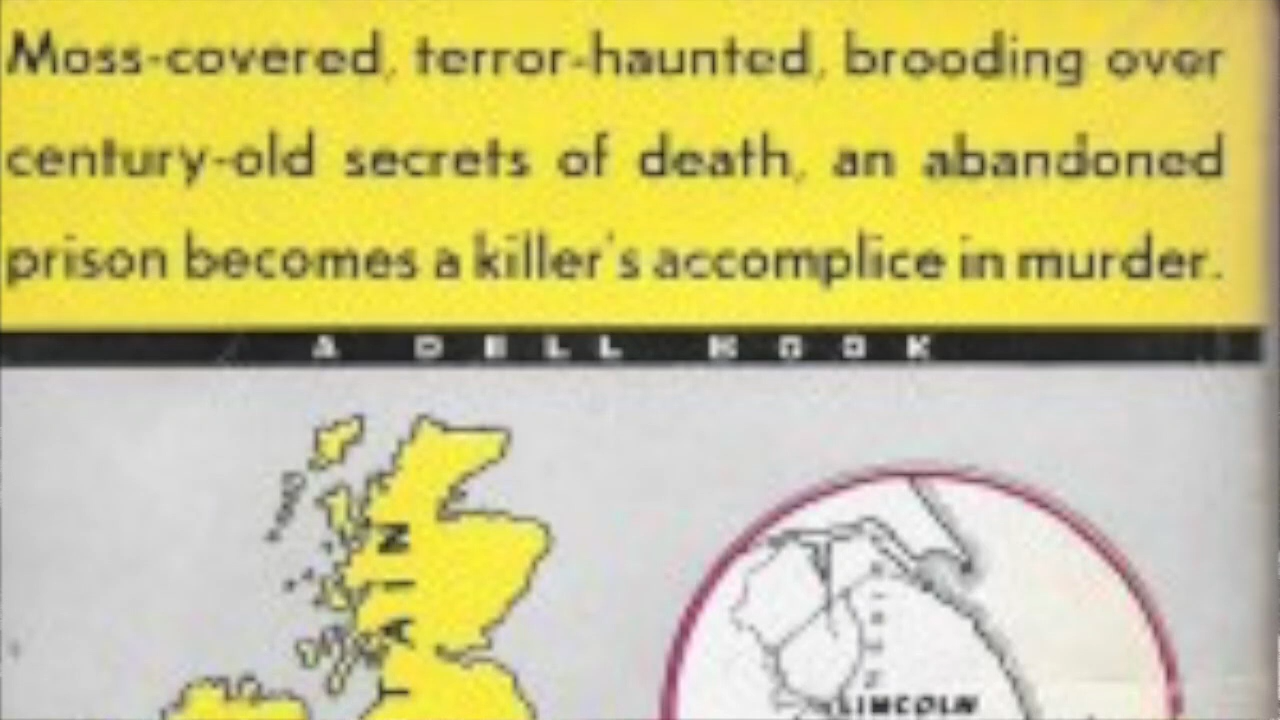 Moss-covered, terror-haunted, brooding over
century-old secrets of death, an abandoned
prison becomes a killer's accomplice in murder.
A DELL BOOK
TAIN
LINCOLN